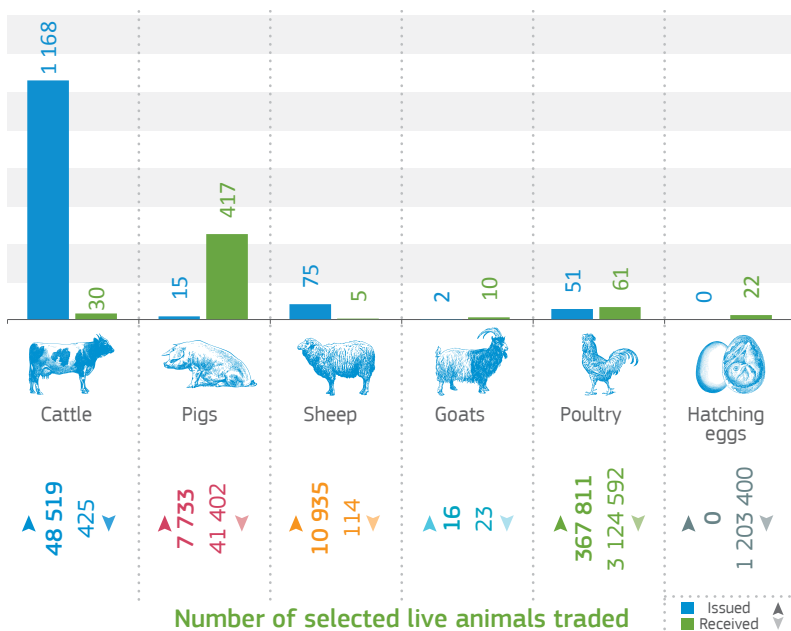 1 168
30
15
417
75
5
2
10
51
61
0
22
Cattle
Pigs
Sheep
Goats
Poultry
Hatching
eggs
48 519
425
7 733
41 402
10 935
114
16
23
367 811
3 124 592
0
1 203 400
Number of selected live animals traded
Issued
Received